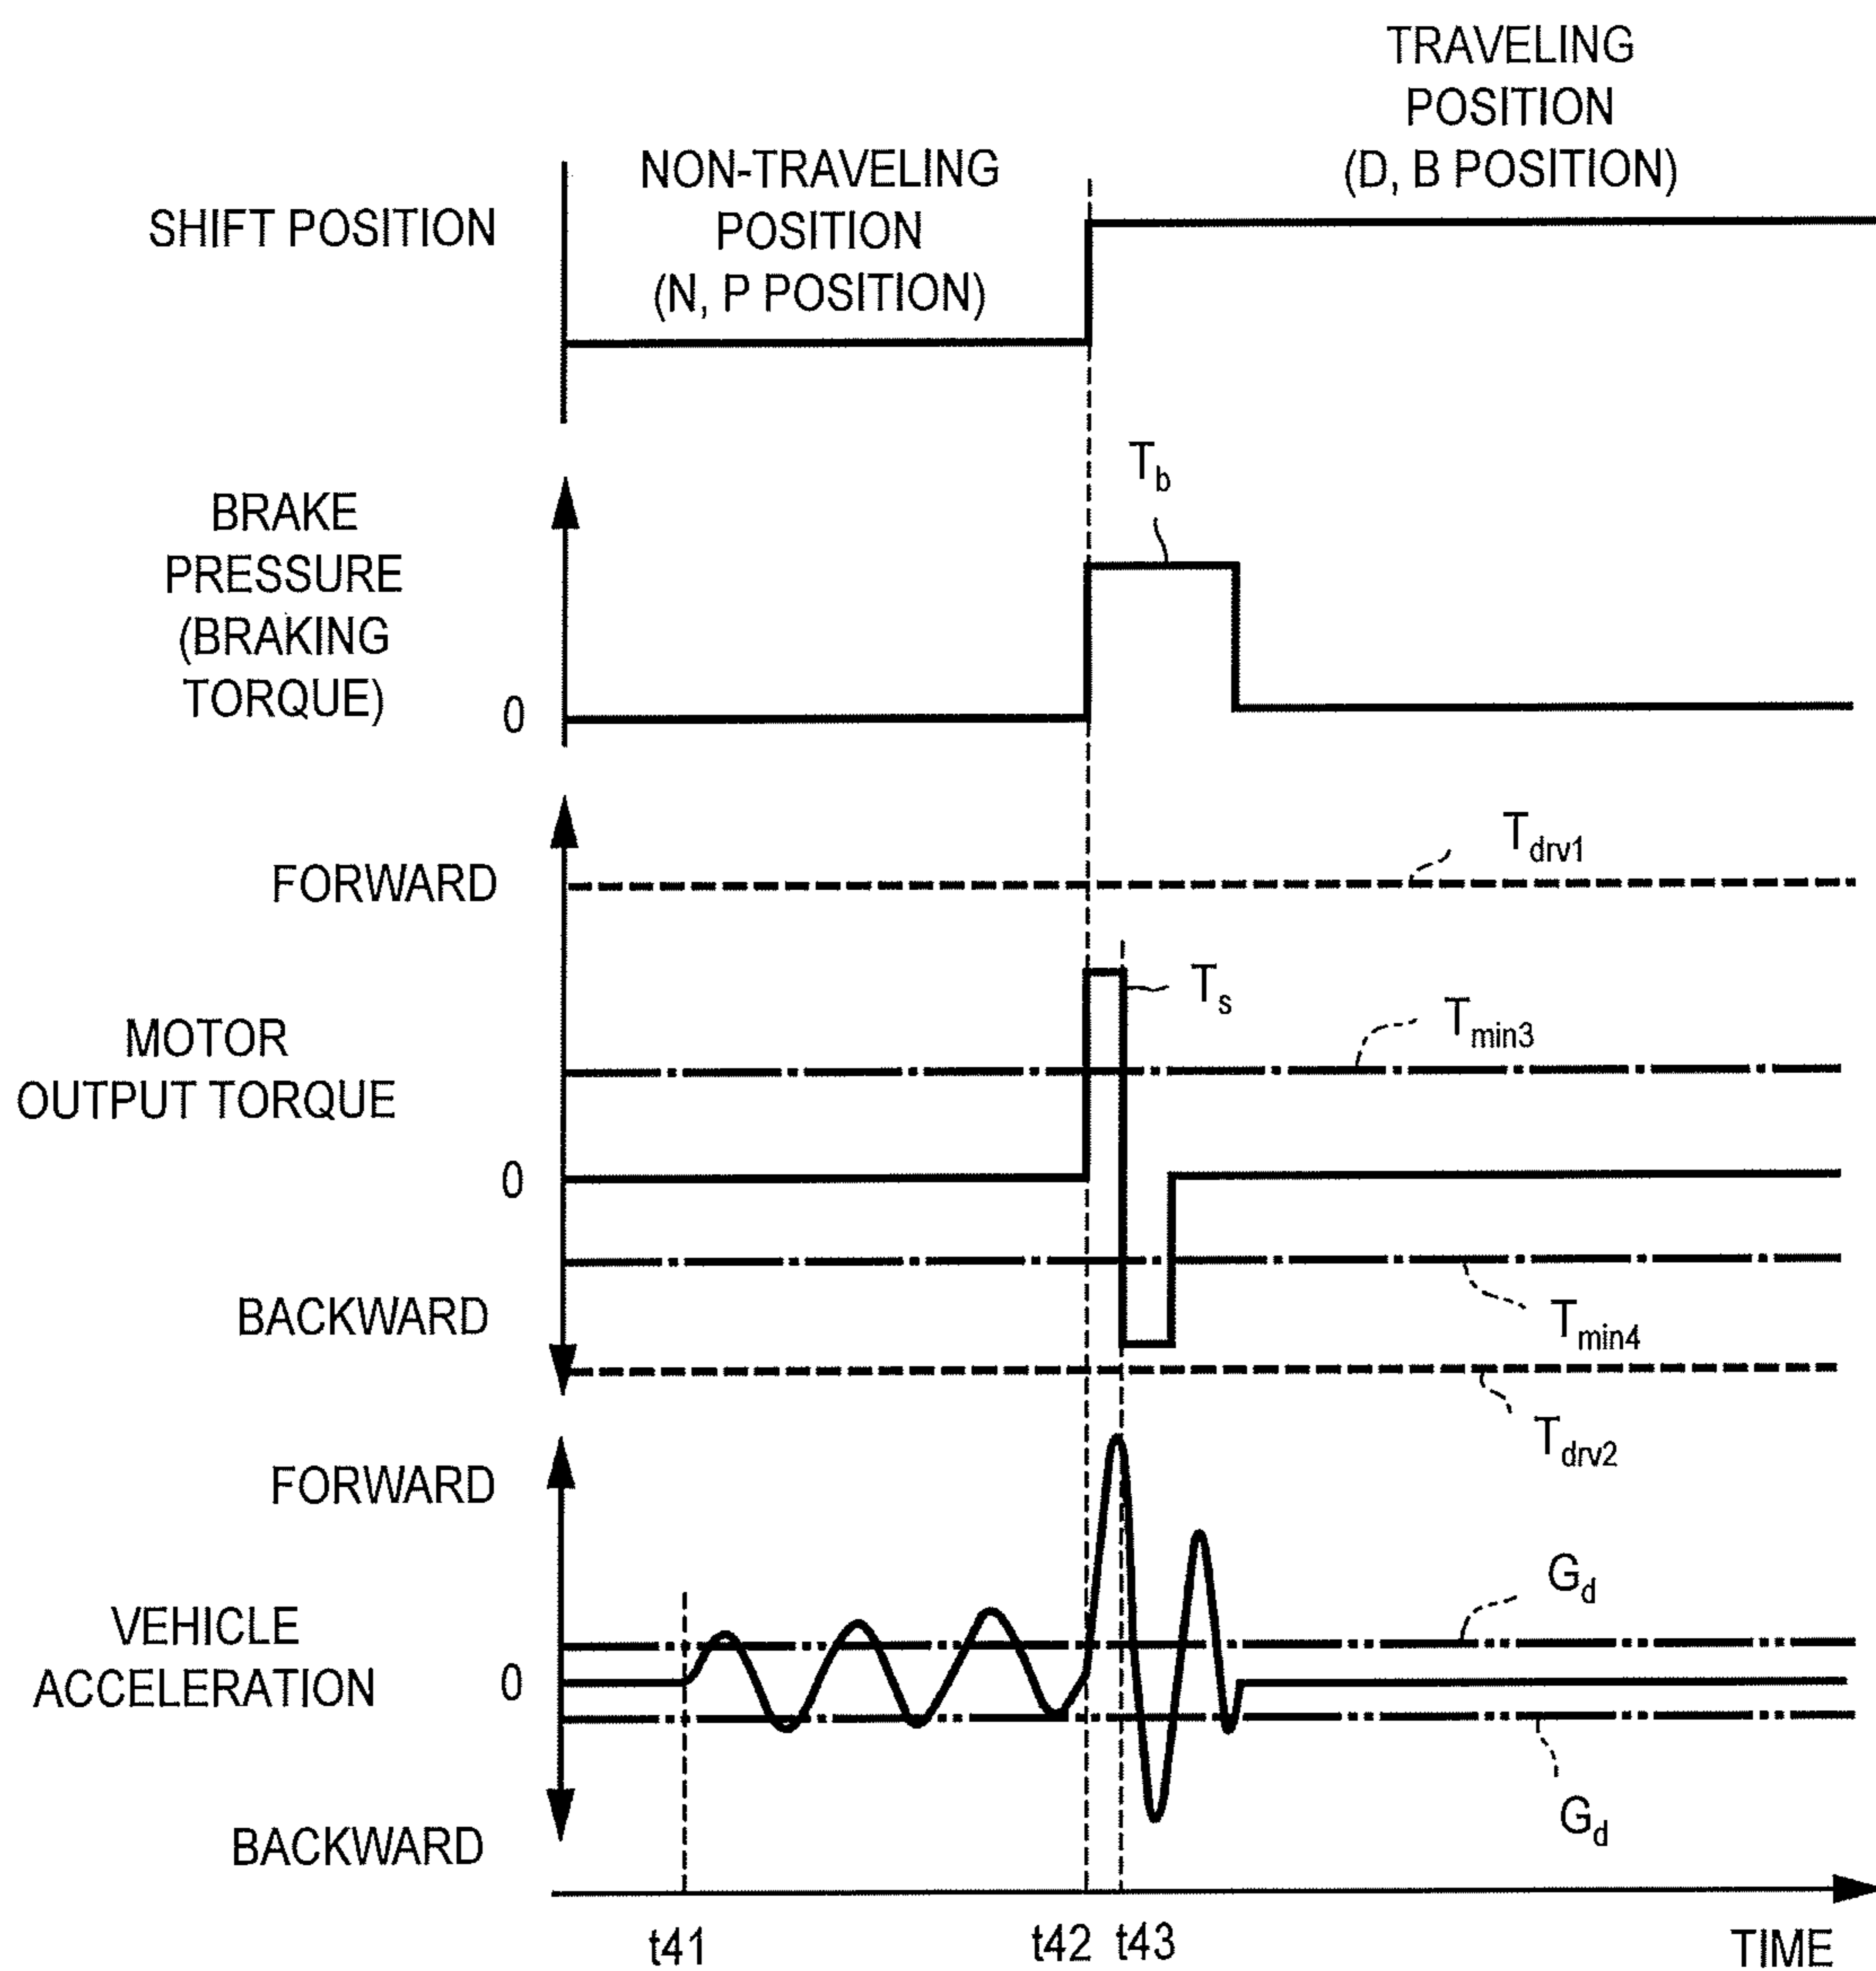 TRAVELING
POSITION
(D, B POSITION)
NON-TRAVELING
POSITION
(N, P POSITION)
SHIFT POSITION
Tb
BRAKE
PRESSURE
(BRAKING
TORQUE)
0
Tdrv1
FORWARD
Ts
Tmin3
MOTOR
OUTPUT TORQUE
0
BACKWARD
Tmin4
Tdrv2
FORWARD
Gd
VEHICLE
ACCELERATION
0
Gd
BACKWARD
t41
t42
t43
TIME